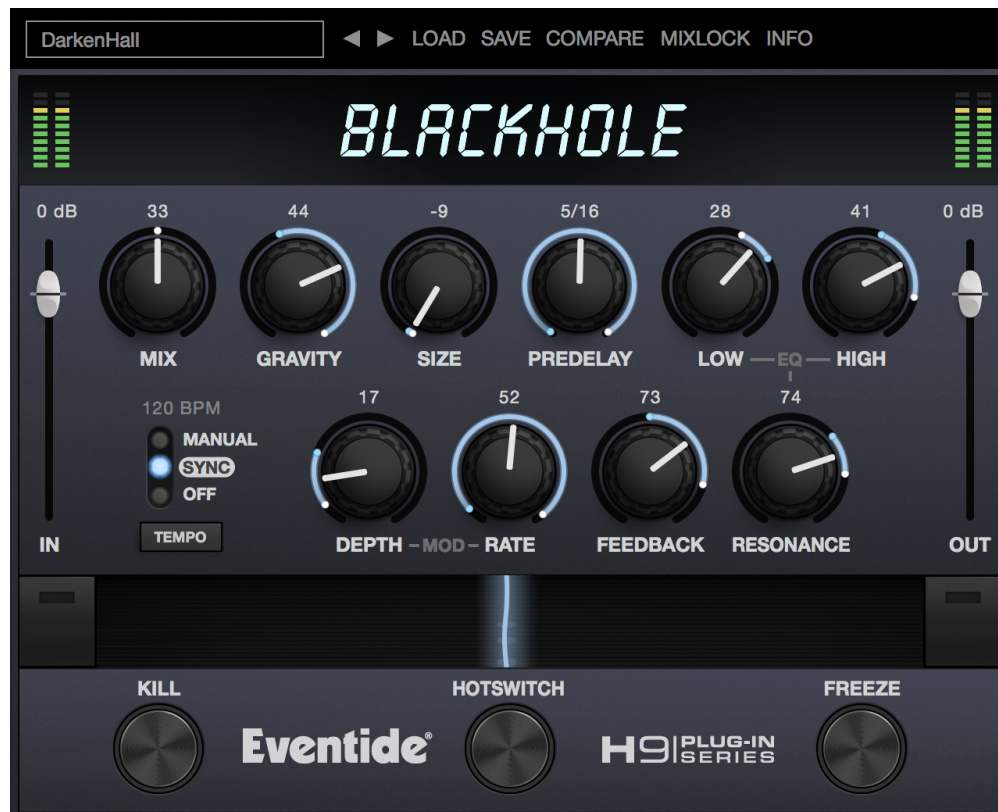 DarkenHall LOAD SAVE COMPARE MIXLOCK INFO
BLACKHOLE
0 dB 33 44 -9 5/16 28 41 0 dB
MIX GRAVITY SIZE PREDELAY LOW EQ HIGH
120 BPM 17 52 73 74
MANUAL
SYNC
OFF
TEMPO
IN DEPTH MOD RATE FEEDBACK RESONANCE OUT
KILL HOTSWITCH FREEZE
Eventide® H9 PLUG-IN
SERIES